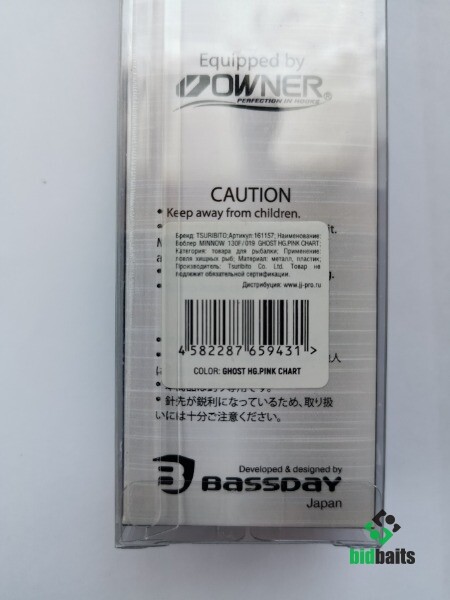 Equipped by
OWNER®
PERFECTION IN HOOKS
CAUTION
• Keep away from children.
Бренд: TSURIBITO;Артикул:161157; Наименование:
Воблер MINNOW 130F/019 GHOST HG.PINK CHART;
Категория: товара для рыбалки; Применение:
ловля хищных рыб; Материал: металл, пластик;
Производитель: Tsuribito Co. Ltd. Товар не
подлежит обязательной сертификации.
Дистрибуция: www.jj-pro.ru
4 582287 659431 >
COLOR: GHOST HG.PINK CHART
• 針先が鋭利になっているため、取り扱
いには十分ご注意ください。
Developed & designed by
BASSDAY
Japan
bidbaits